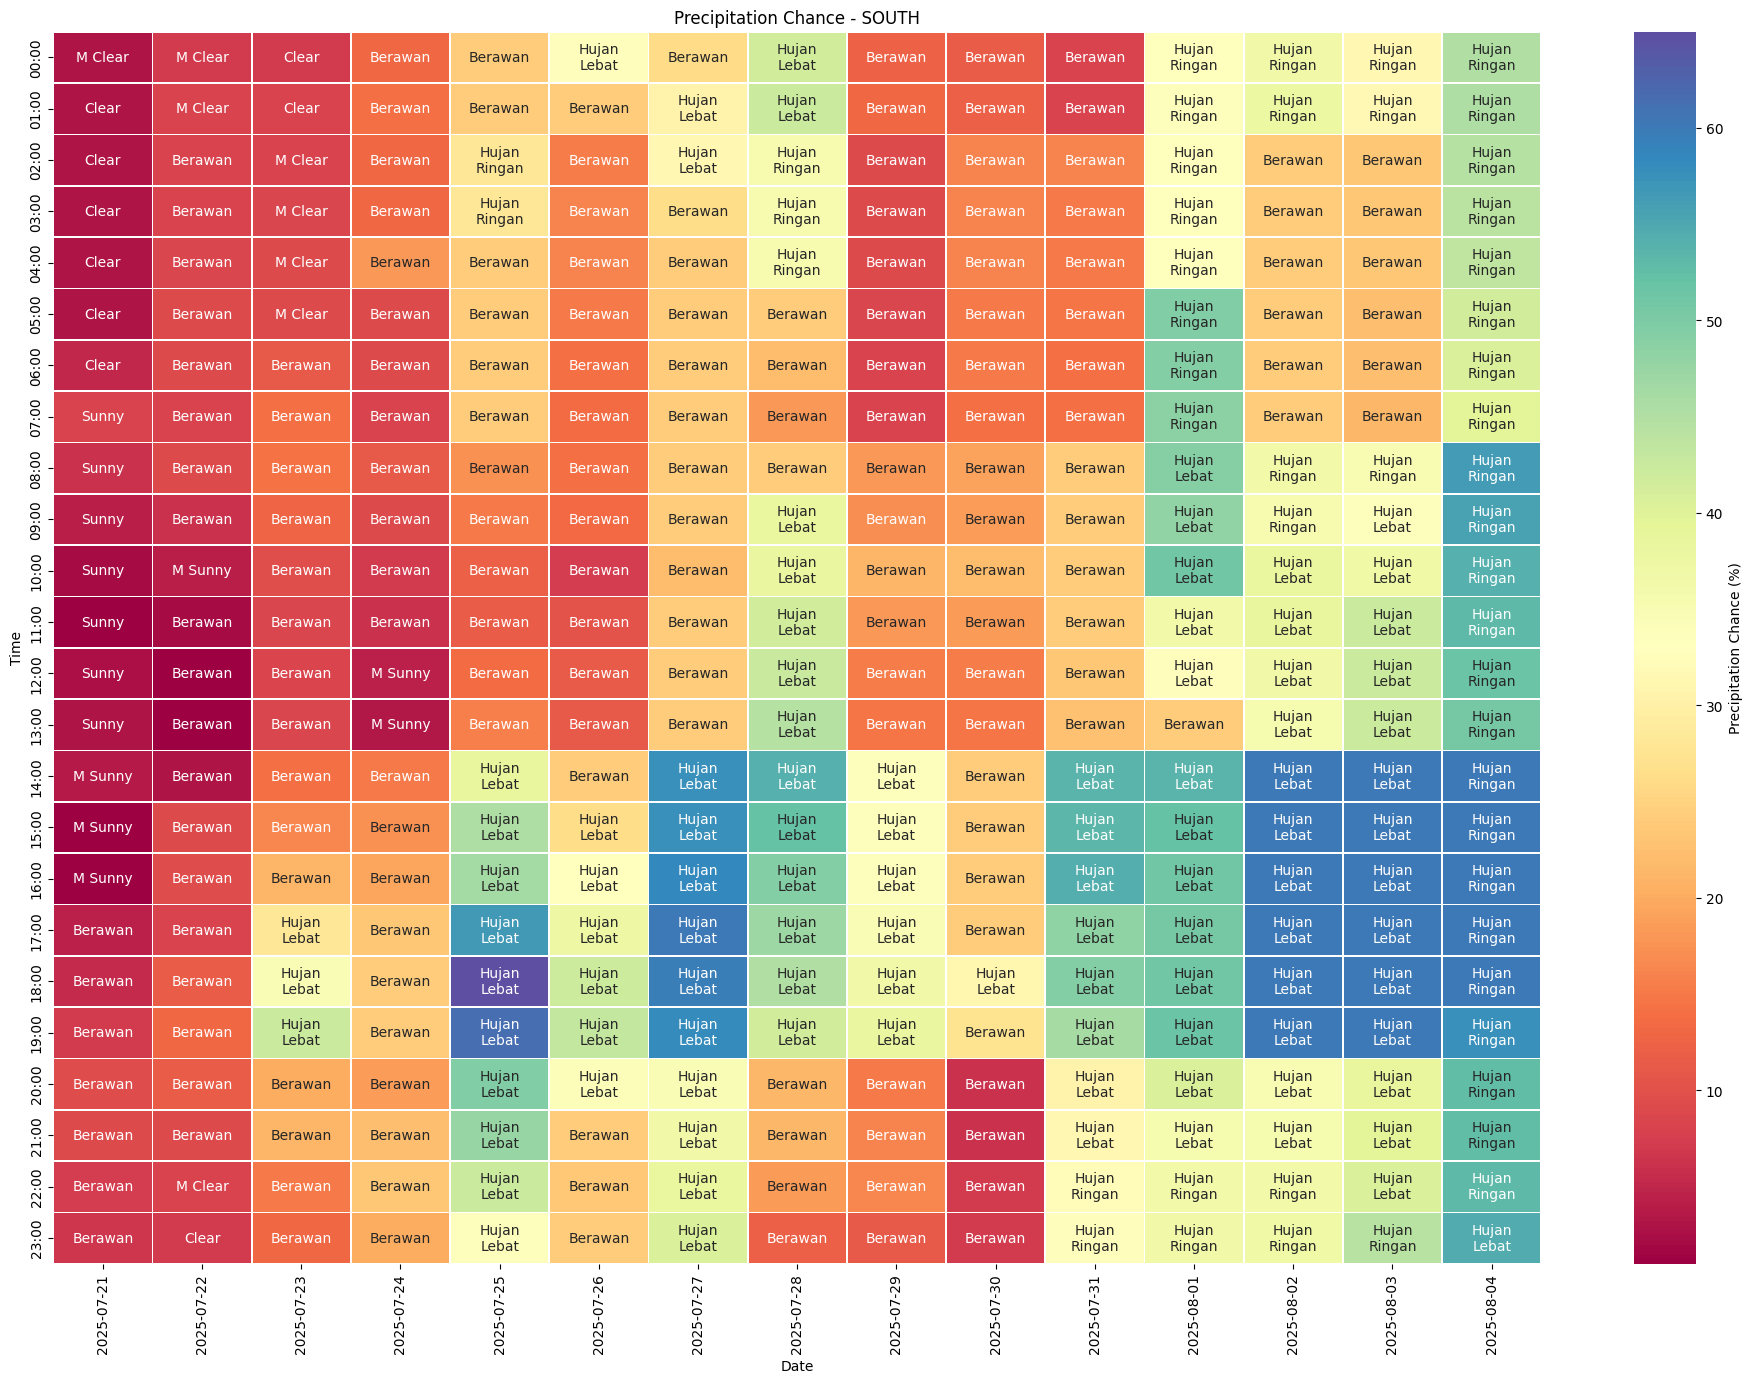 Precipitation Chance - SOUTH
00:00 M Clear M Clear Clear Berawan Berawan Hujan Lebat Berawan Hujan Lebat Berawan Berawan Berawan Hujan Ringan Hujan Ringan Hujan Ringan Hujan Ringan
01:00 Clear M Clear Clear Berawan Berawan Berawan Hujan Lebat Hujan Lebat Berawan Berawan Berawan Hujan Ringan Hujan Ringan Hujan Ringan Hujan Ringan
02:00 Clear Berawan M Clear Berawan Hujan Ringan Berawan Hujan Lebat Hujan Ringan Berawan Berawan Berawan Hujan Ringan Berawan Berawan Hujan Ringan
03:00 Clear Berawan M Clear Berawan Hujan Ringan Berawan Berawan Hujan Ringan Berawan Berawan Berawan Hujan Ringan Berawan Berawan Hujan Ringan
04:00 Clear Berawan M Clear Berawan Berawan Berawan Berawan Hujan Ringan Berawan Berawan Berawan Hujan Ringan Berawan Berawan Hujan Ringan
05:00 Clear Berawan M Clear Berawan Berawan Berawan Berawan Berawan Berawan Berawan Berawan Hujan Ringan Berawan Berawan Hujan Ringan
06:00 Clear Berawan Berawan Berawan Berawan Berawan Berawan Berawan Berawan Berawan Berawan Hujan Ringan Berawan Berawan Hujan Ringan
07:00 Sunny Berawan Berawan Berawan Berawan Berawan Berawan Berawan Berawan Berawan Berawan Hujan Ringan Berawan Berawan Hujan Ringan
08:00 Sunny Berawan Berawan Berawan Berawan Berawan Berawan Berawan Berawan Berawan Berawan Hujan Lebat Hujan Ringan Hujan Ringan Hujan Ringan
09:00 Sunny Berawan Berawan Berawan Berawan Berawan Berawan Hujan Lebat Berawan Berawan Berawan Hujan Lebat Hujan Ringan Hujan Lebat Hujan Ringan
10:00 Sunny M Sunny Berawan Berawan Berawan Berawan Berawan Hujan Lebat Berawan Berawan Berawan Hujan Lebat Hujan Lebat Hujan Lebat Hujan Ringan
11:00 Sunny Berawan Berawan Berawan Berawan Berawan Berawan Hujan Lebat Berawan Berawan Berawan Hujan Lebat Hujan Lebat Hujan Lebat Hujan Ringan
12:00 Sunny Berawan Berawan M Sunny Berawan Berawan Berawan Hujan Lebat Berawan Berawan Berawan Hujan Lebat Hujan Lebat Hujan Lebat Hujan Ringan
13:00 Sunny Berawan Berawan M Sunny Berawan Berawan Berawan Hujan Lebat Berawan Berawan Berawan Berawan Hujan Lebat Hujan Lebat Hujan Ringan
14:00 M Sunny Berawan Berawan Berawan Hujan Lebat Berawan Hujan Lebat Hujan Lebat Hujan Lebat Berawan Hujan Lebat Hujan Lebat Hujan Lebat Hujan Lebat Hujan Ringan
15:00 M Sunny Berawan Berawan Berawan Hujan Lebat Hujan Lebat Hujan Lebat Hujan Lebat Hujan Lebat Berawan Hujan Lebat Hujan Lebat Hujan Lebat Hujan Lebat Hujan Ringan
16:00 M Sunny Berawan Berawan Berawan Hujan Lebat Hujan Lebat Hujan Lebat Hujan Lebat Hujan Lebat Berawan Hujan Lebat Hujan Lebat Hujan Lebat Hujan Lebat Hujan Ringan
17:00 Berawan Berawan Hujan Lebat Berawan Hujan Lebat Hujan Lebat Hujan Lebat Hujan Lebat Hujan Lebat Berawan Hujan Lebat Hujan Lebat Hujan Lebat Hujan Lebat Hujan Ringan
18:00 Berawan Berawan Hujan Lebat Berawan Hujan Lebat Hujan Lebat Hujan Lebat Hujan Lebat Hujan Lebat Hujan Lebat Hujan Lebat Hujan Lebat Hujan Lebat Hujan Lebat Hujan Ringan
19:00 Berawan Berawan Hujan Lebat Berawan Hujan Lebat Hujan Lebat Hujan Lebat Hujan Lebat Hujan Lebat Berawan Hujan Lebat Hujan Lebat Hujan Lebat Hujan Lebat Hujan Ringan
20:00 Berawan Berawan Berawan Berawan Hujan Lebat Hujan Lebat Hujan Lebat Berawan Berawan Berawan Hujan Lebat Hujan Lebat Hujan Lebat Hujan Lebat Hujan Ringan
21:00 Berawan Berawan Berawan Berawan Hujan Lebat Berawan Hujan Lebat Berawan Berawan Berawan Hujan Lebat Hujan Lebat Hujan Lebat Hujan Lebat Hujan Ringan
22:00 Berawan M Clear Berawan Berawan Hujan Lebat Berawan Hujan Lebat Berawan Berawan Berawan Hujan Ringan Hujan Ringan Hujan Ringan Hujan Lebat Hujan Ringan
23:00 Berawan Clear Berawan Berawan Hujan Lebat Berawan Hujan Lebat Berawan Berawan Berawan Hujan Ringan Hujan Ringan Hujan Ringan Hujan Ringan Hujan Lebat
Time
2025-07-21 2025-07-22 2025-07-23 2025-07-24 2025-07-25 2025-07-26 2025-07-27 2025-07-28 2025-07-29 2025-07-30 2025-07-31 2025-08-01 2025-08-02 2025-08-03 2025-08-04
Date
60
50
40
30
20
10
Precipitation Chance (%)